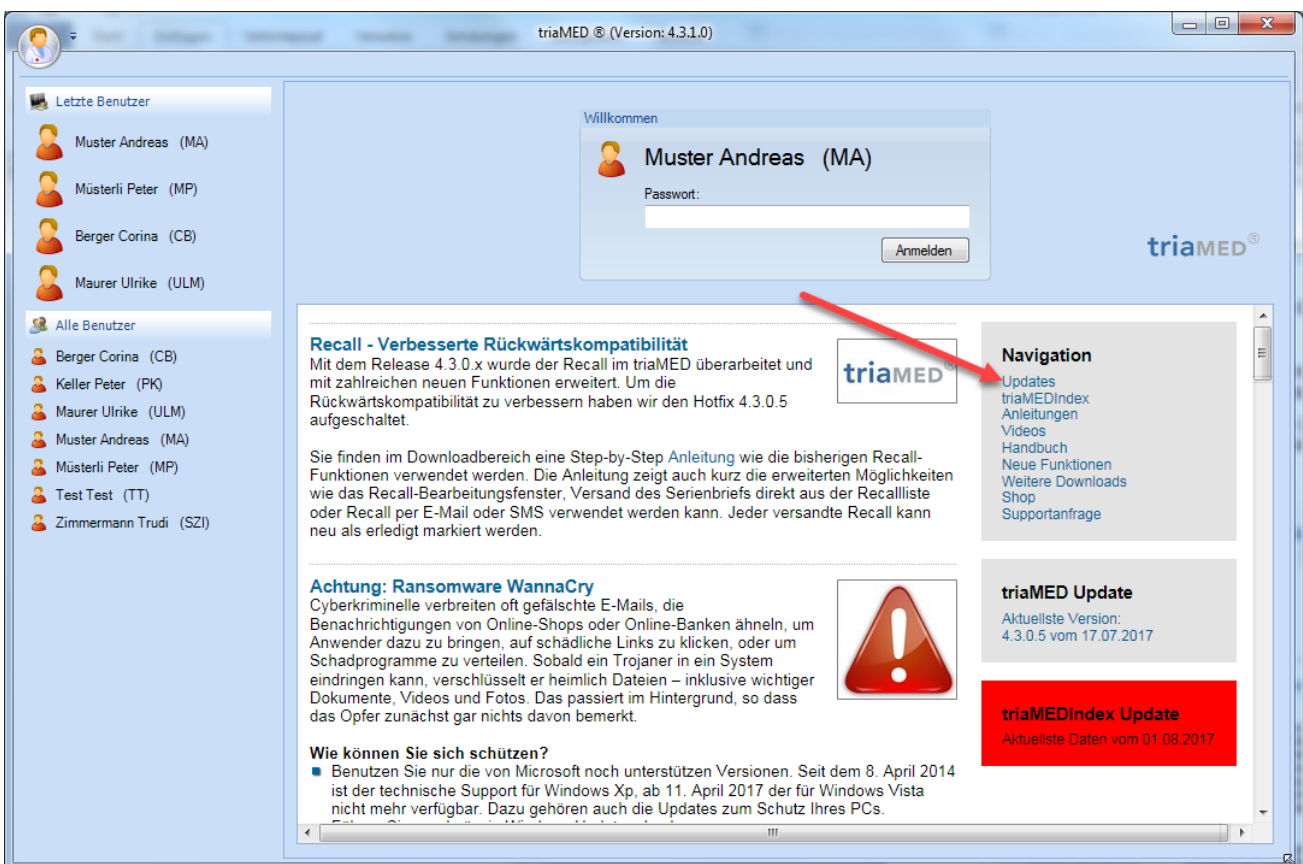 triaMED ® (Version: 4.3.1.0)
Letzte Benutzer
Muster Andreas (MA)
Müsterli Peter (MP)
Berger Corina (CB)
Maurer Ulrike (ULM)
Alle Benutzer
Berger Corina (CB)
Keller Peter (PK)
Maurer Ulrike (ULM)
Muster Andreas (MA)
Müsterli Peter (MP)
Test Test (TT)
Zimmermann Trudi (SZI)
Willkommen
Muster Andreas (MA)
Passwort:
Anmelden
triaMED®
Recall - Verbesserte Rückwärtskompatibilität
Mit dem Release 4.3.0.x wurde der Recall im triaMED überarbeitet und
mit zahlreichen neuen Funktionen erweitert. Um die
Rückwärtskompatibilität zu verbessern haben wir den Hotfix 4.3.0.5
aufgeschaltet.
triaMED®
Sie finden im Downloadbereich eine Step-by-Step Anleitung wie die bisherigen Recall-
Funktionen verwendet werden. Die Anleitung zeigt auch kurz die erweiterten Möglichkeiten
wie das Recall-Bearbeitungsfenster, Versand des Serienbriefs direkt aus der Recallliste
oder Recall per E-Mail oder SMS verwendet werden kann. Jeder versandte Recall kann
neu als erledigt markiert werden.
Achtung: Ransomware WannaCry
Cyberkriminelle verbreiten oft gefälschte E-Mails, die
Benachrichtigungen von Online-Shops oder Online-Banken ähneln, um
Anwender dazu zu bringen, auf schädliche Links zu klicken, oder um
Schadprogramme zu verteilen. Sobald ein Trojaner in ein System
eindringen kann, verschlüsselt er heimlich Dateien – inklusive wichtiger
Dokumente, Videos und Fotos. Das passiert im Hintergrund, so dass
das Opfer zunächst gar nichts davon bemerkt.
Wie können Sie sich schützen?
Benutzen Sie nur die von Microsoft noch unterstützen Versionen. Seit dem 8. April 2014
ist der technische Support für Windows Xp, ab 11. April 2017 der für Windows Vista
nicht mehr verfügbar. Dazu gehören auch die Updates zum Schutz Ihres PCs.
Navigation
Updates
triaMEDIndex
Anleitungen
Videos
Handbuch
Neue Funktionen
Weitere Downloads
Shop
Supportanfrage
triaMED Update
Aktuellste Version:
4.3.0.5 vom 17.07.2017
triaMEDIndex Update
Aktuellste Daten vom 01.08.2017